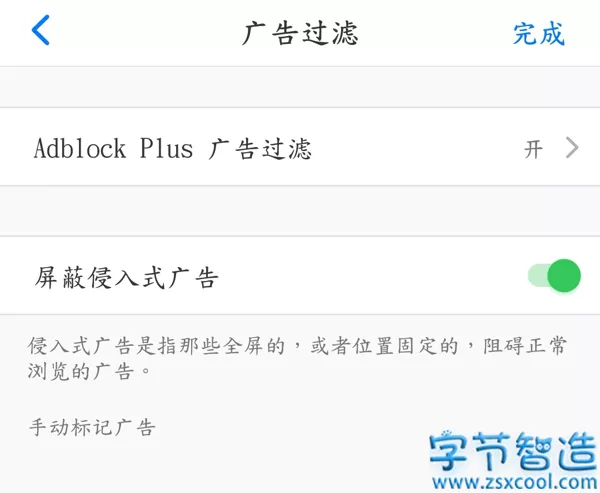 广告过滤 完成
Adblock Plus 广告过滤 开
屏蔽侵入式广告
侵入式广告是指那些全屏的，或者位置固定的，阻碍正常
浏览的广告。
手动标记广告
字节智造
www.zsxcool.com